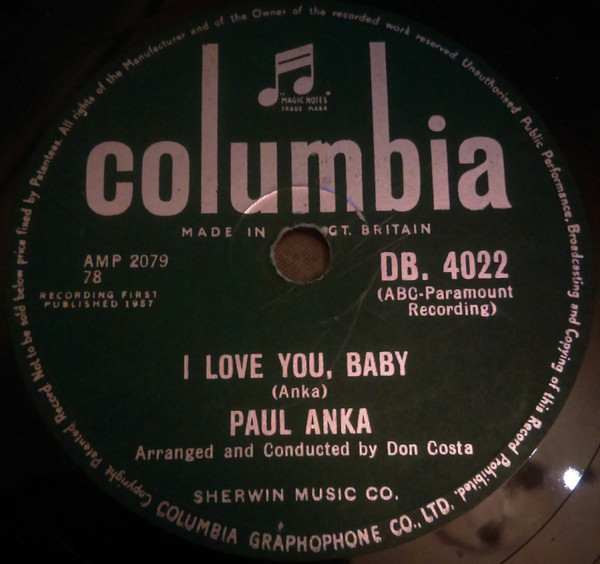 "MAGIC NOTES"
TRADE MARK
columbia
MADE IN GT. BRITAIN
AMP 2079
78
RECORDING FIRST
PUBLISHED 1957
DB. 4022
(ABC-Paramount
Recording)
I LOVE YOU, BABY
(Anka)
PAUL ANKA
Arranged and Conducted by Don Costa
SHERWIN MUSIC CO.
COLUMBIA GRAPHOPHONE CO., LTD.
Copyright Patented Record Not to be sold below price fixed by Patentees. All rights of the Manufacturer and of the Owner of the recorded work reserved Unauthorised Public Performance, Broadcasting and Copying of this Record Prohibited.